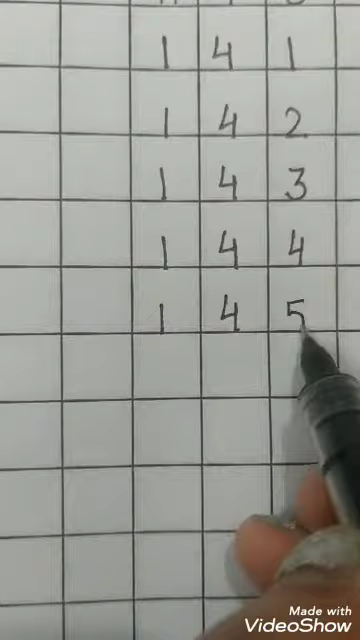 1 4 1
1 4 2
1 4 3
1 4 4
1 4 5
Made with
VideoShow